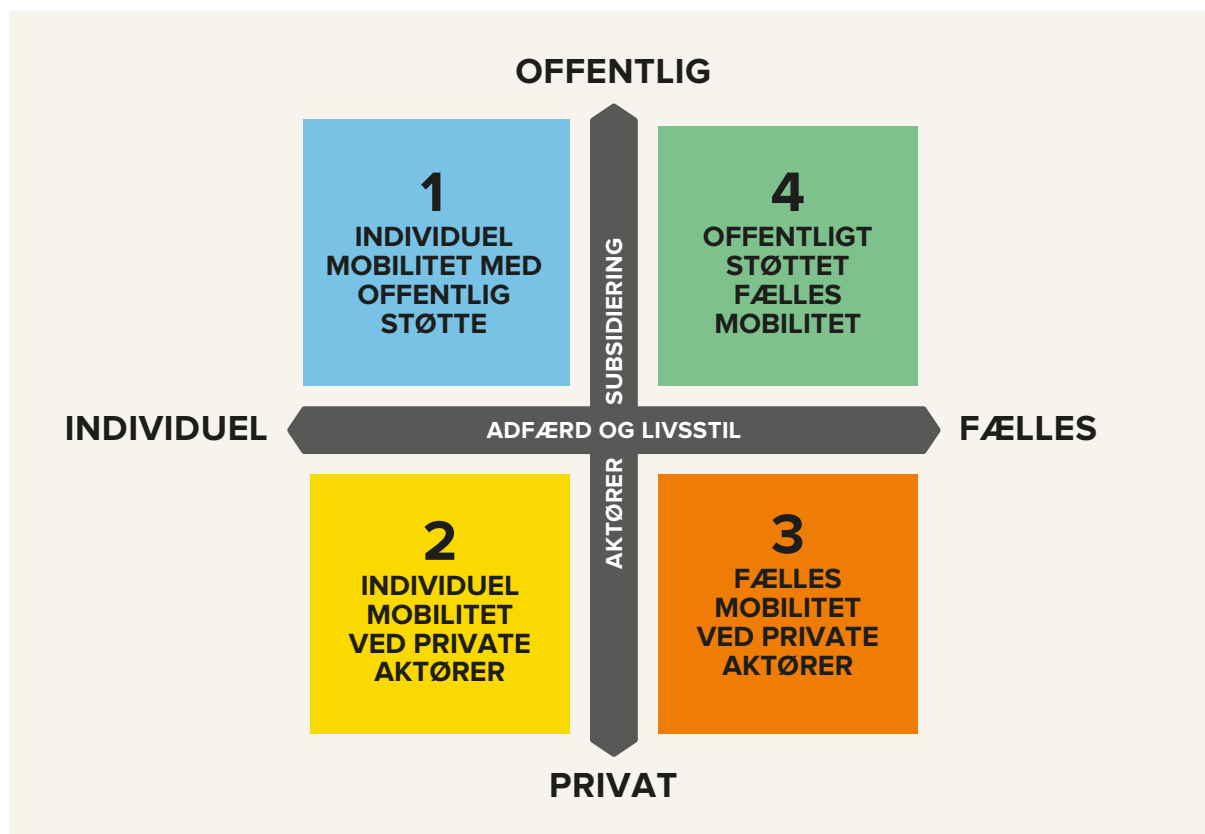 OFFENTLIG
1
INDIVIDUEL
MOBILITET MED
OFFENTLIG
STØTTE
4
OFFENTLIGT
STØTTET
FÆLLES
MOBILITET
SUBSIDIERING
INDIVIDUEL
ADFÆRD OG LIVSSTIL
FÆLLES
AKTØRER
2
INDIVIDUEL
MOBILITET
VED PRIVATE
AKTØRER
3
FÆLLES
MOBILITET
VED PRIVATE
AKTØRER
PRIVAT